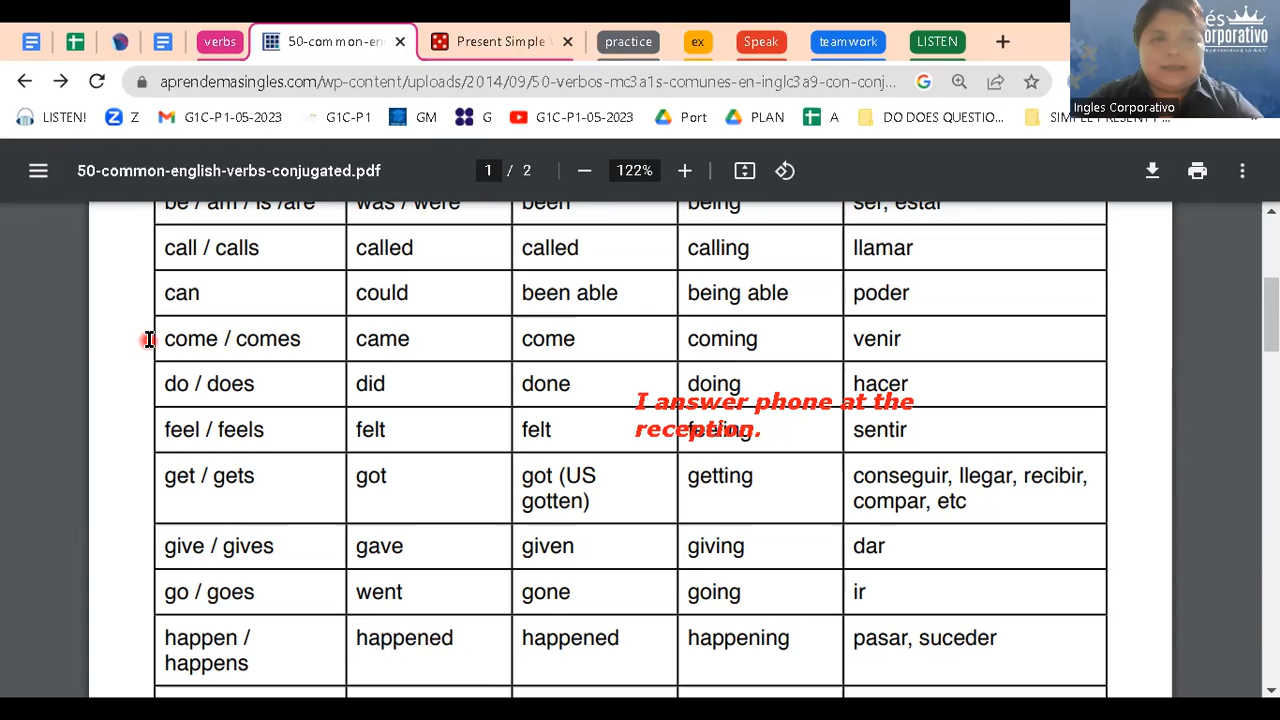 verbs 50-common-en Present Simple practice ex Speak teamwork LISTEN
és
orporativo
aprendemasingles.com/wp-content/uploads/2014/09/50-verbos-mc3a1s-comunes-en-inglc3a9-con-conj...
Ingles Corporativo
LISTEN! Z G1C-P1-05-2023 G1C-P1 GM G G1C-P1-05-2023 Port PLAN A DO DOES QUESTIO...
50-common-english-verbs-conjugated.pdf 1 / 2 122%
be / am / is /are was / were been being ser, estar
call / calls called called calling llamar
can could been able being able poder
come / comes came come coming venir
do / does did done doing hacer
I answer phone at the
reception.
feel / feels felt felt feeling sentir
get / gets got got (US getting conseguir, llegar, recibir,
gotten) compar, etc
give / gives gave given giving dar
go / goes went gone going ir
happen / happened happened happening pasar, suceder
happens